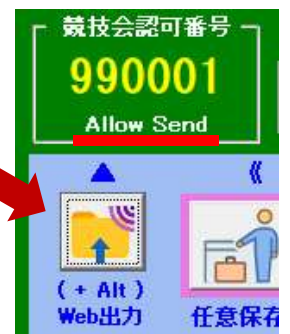 競技会認可番号
990001
Allow Send
▲
《
( + Alt )
Web出力
任意保存